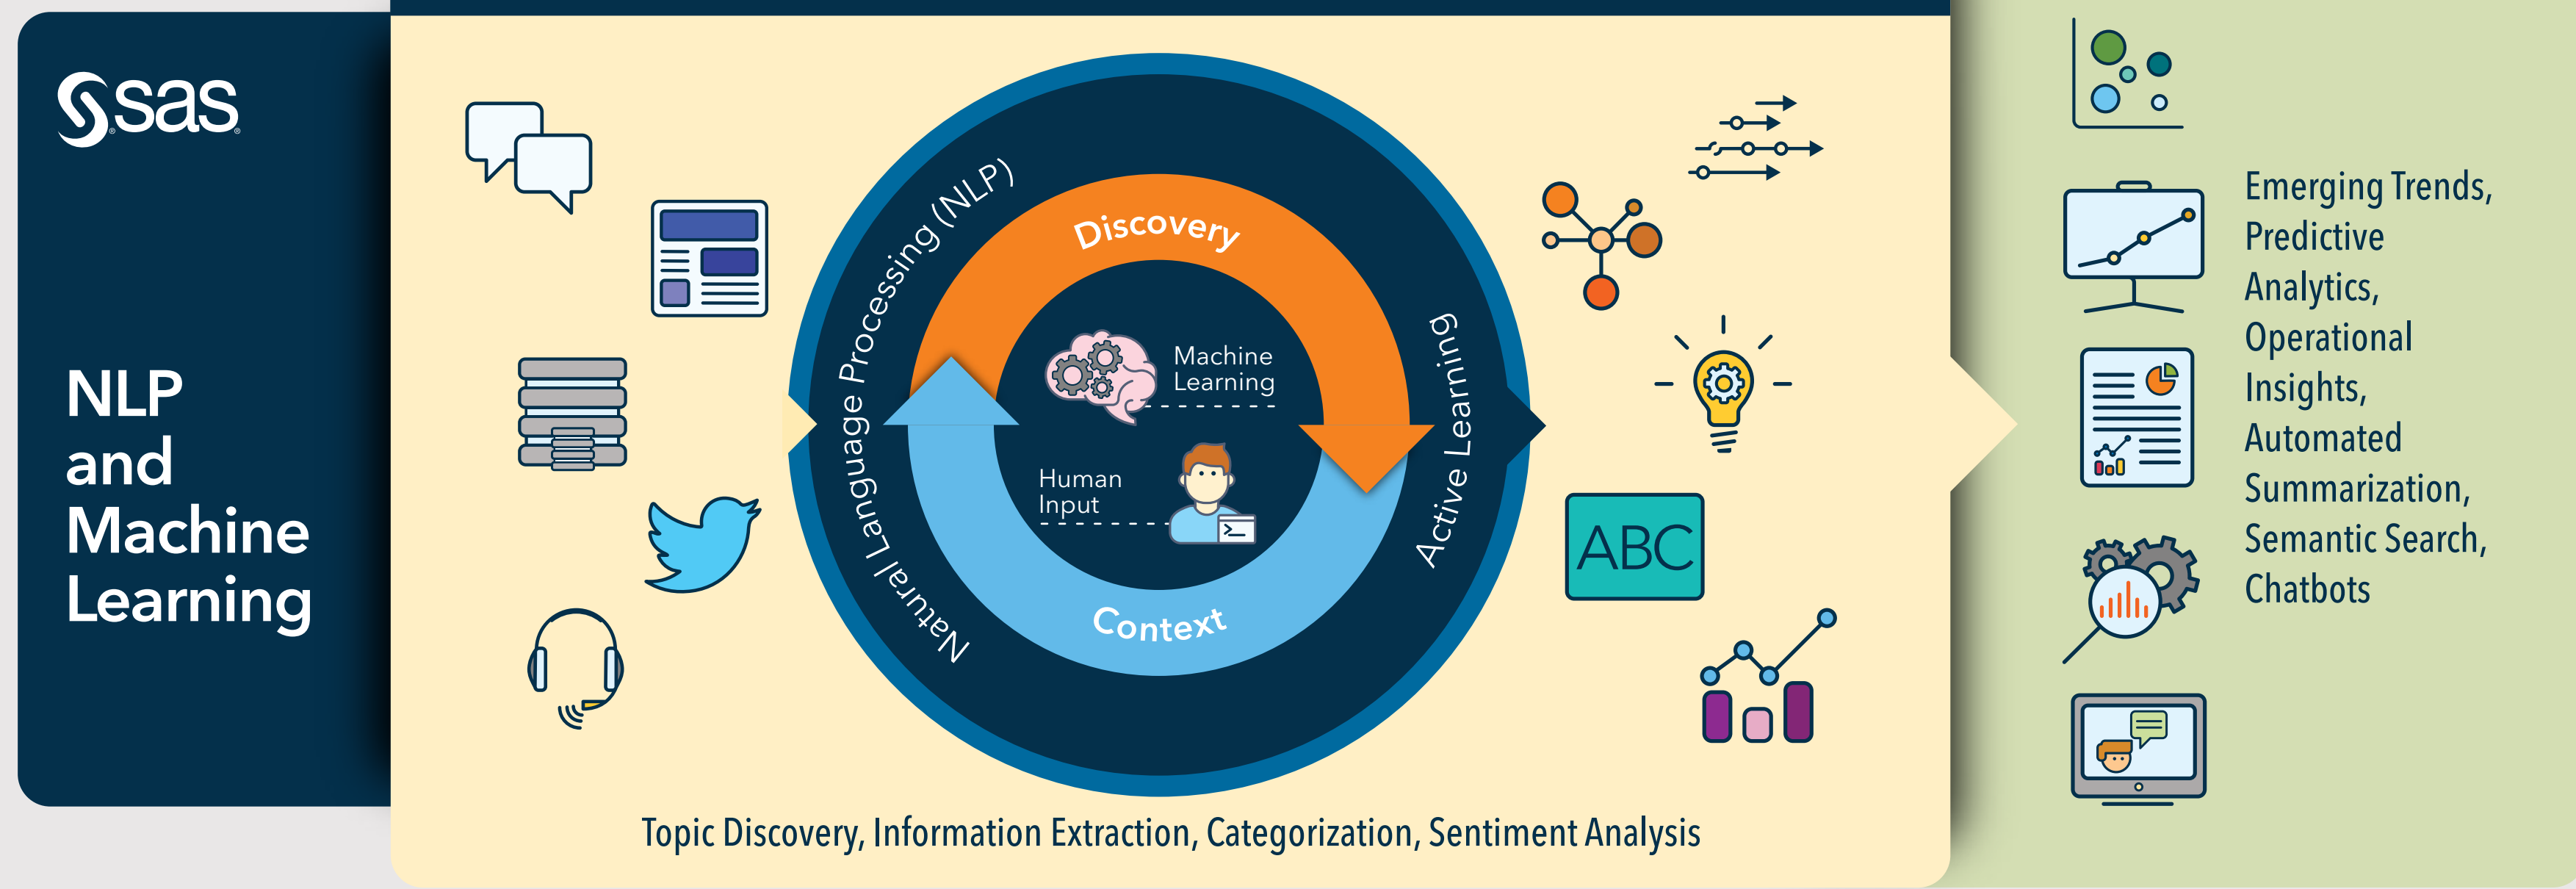 sas
NLP
and
Machine
Learning
Natural Language Processing (NLP)
Discovery
Machine
Learning
Human
Input
Context
Active Learning
ABC
Topic Discovery, Information Extraction, Categorization, Sentiment Analysis
Emerging Trends,
Predictive
Analytics,
Operational
Insights,
Automated
Summarization,
Semantic Search,
Chatbots